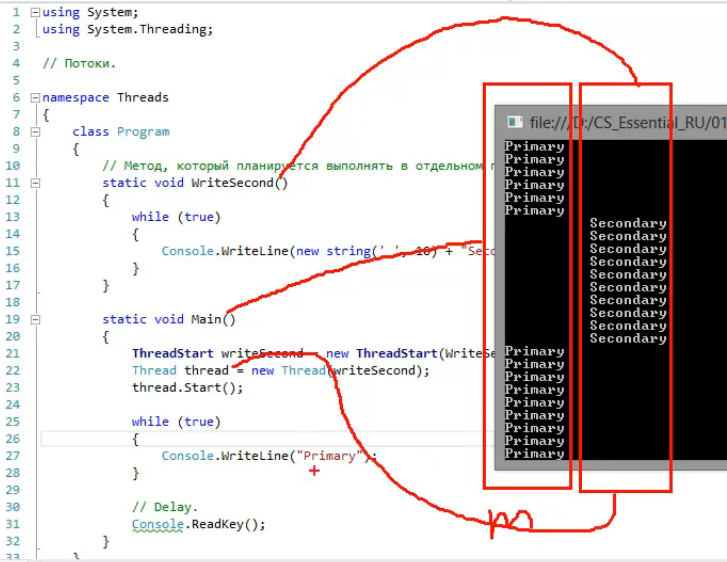 1 using System;
2 using System.Threading;
3
4 // Потоки.
5
6 namespace Threads
7 {
8 class Program
9 {
10 // Метод, который планируется выполнять в отдельном
11 static void WriteSecond()
12 {
13 while (true)
14 {
15 Console.WriteLine(new string(' ', 10) + "Sec
16 }
17 }
18
19 static void Main()
20 {
21 ThreadStart writeSecond = new ThreadStart(WriteSe
22 Thread thread = new Thread(writeSecond);
23 thread.Start();
24
25 while (true)
26 {
27 Console.WriteLine("Primary");
28 }
29
30 // Delay.
31 Console.ReadKey();
32 }
33 }
file:///D:/CS_Essential_RU/01
Primary
Primary
Primary
Primary
Primary
Primary
Secondary
Secondary
Secondary
Secondary
Secondary
Secondary
Secondary
Secondary
Secondary
Secondary
Primary
Primary
Primary
Primary
Primary
Primary
Primary
Primary
Primary